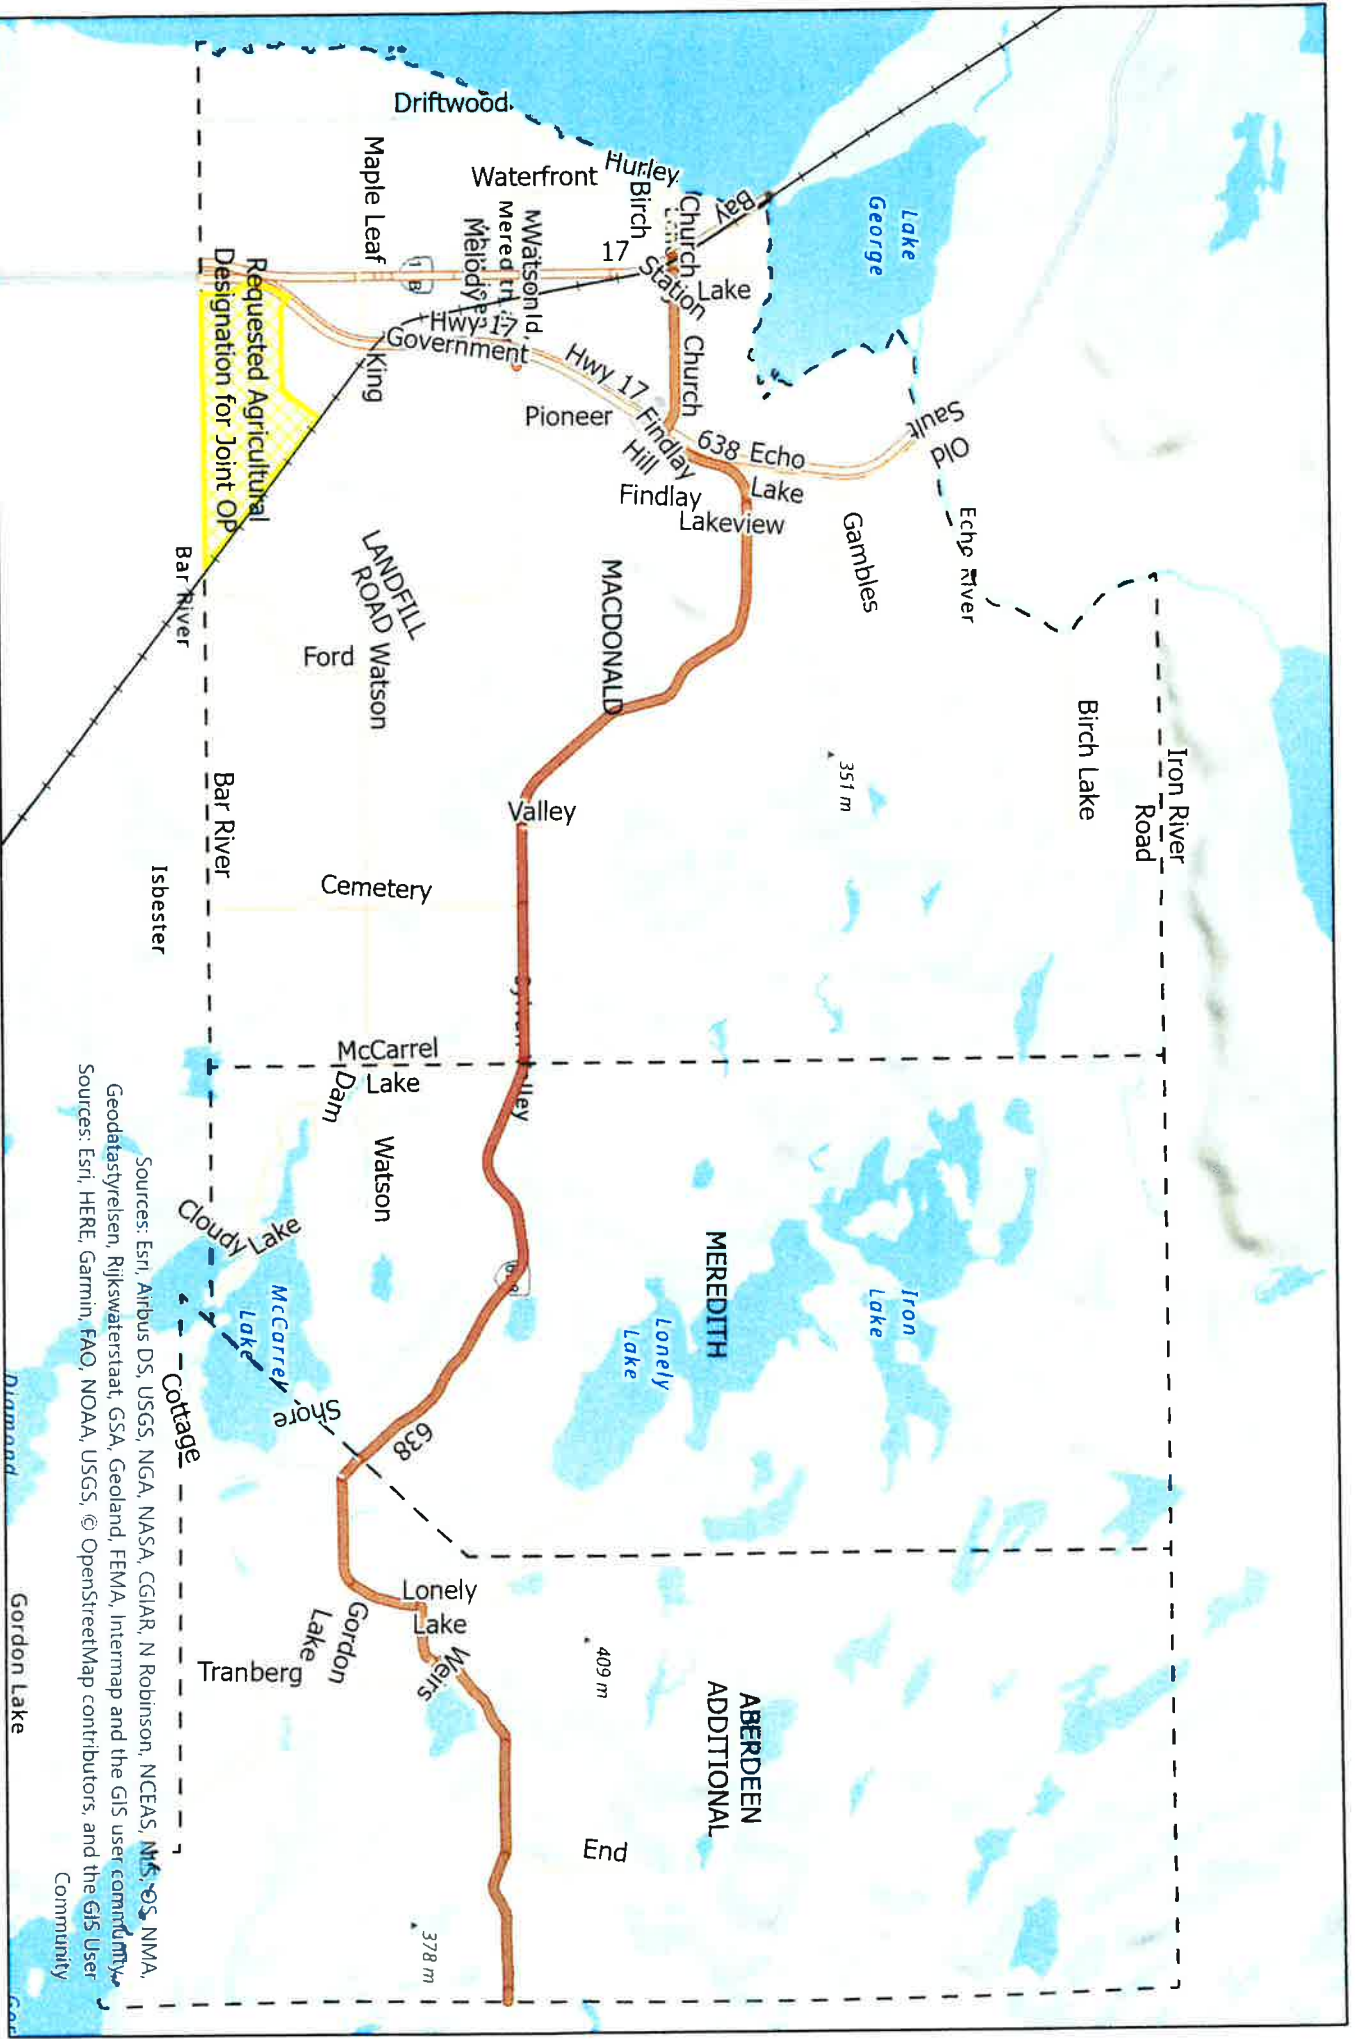 Lake
George
Driftwood
Hurley
Waterfront
Birch
Church
Bay
Maple Leaf
Watson
Melody
17
Station
Lake
Hwy 17
Government
King
Hwy 17
Church
Pioneer
Findlay
Hill
638
Echo
Lake
Findlay
Lakeview
Sault
Old
Gambles
Echo River
Requested Agricultural
Designation for Joint OP
Bar River
LANDFILL
ROAD
Watson
Ford
MACDONALD
351 m
Birch Lake
Iron River
Road
Bar River
Valley
Cemetery
Isbester
McCarrel
Lake
Dam
Watson
Cloudy Lake
McCarrey
Lake
Shore
Cottage
638
MEREDITH
Lonely
Lake
Iron
Lake
Lonely
Lake
Gordon
Lake
Weirs
Tranberg
409 m
ABERDEEN
ADDITIONAL
End
378 m
Diamond
Gordon Lake
Sources: Esri, Airbus DS, USGS, NGA, NASA, CGIAR, N Robinson, NCEAS, NLS, OS, NMA,
Geodatastyrelsen, Rijkswaterstaat, GSA, Geoland, FEMA, Intermap and the GIS user community,
Sources: Esri, HERE, Garmin, FAO, NOAA, USGS, © OpenStreetMap contributors, and the GIS User
Community